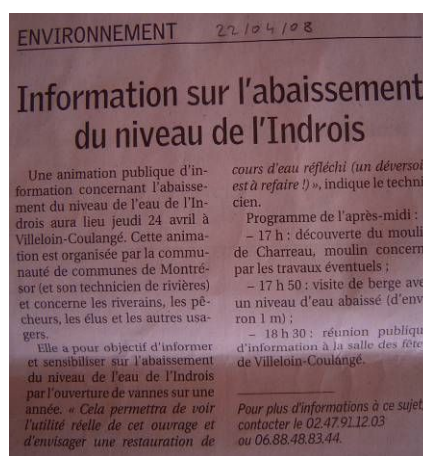 ENVIRONNEMENT 22/04/08
Information sur l'abaissement
du niveau de l'Indrois
Une animation publique d'in-
formation concernant l'abaisse-
ment du niveau de l'eau de l'In-
drois aura lieu jeudi 24 avril à
Villeloin-Coulangé. Cette anima-
tion est organisée par la commu-
nauté de communes de Montré-
sor (et son technicien de rivières)
et concerne les riverains, les pê-
cheurs, les élus et les autres usa-
gers.
Elle a pour objectif d'informer
et sensibiliser sur l'abaissement
du niveau de l'eau de l'Indrois
par l'ouverture de vannes sur une
année. « Cela permettra de voir
l'utilité réelle de cet ouvrage et
d'envisager une restauration de
cours d'eau réfléchi (un déversoi
est à refaire !) », indique le techni
cien.
Programme de l'après-midi :
– 17 h : découverte du mouli
de Charreau, moulin concern
par les travaux éventuels ;
– 17 h 50 : visite de berge ave
un niveau d'eau abaissé (d'envi
ron 1 m) ;
– 18 h 30 : réunion publiqu
d'information à la salle des fête
de Villeloin-Coulangé.
Pour plus d'informations à ce sujet,
contacter le 02.47.91.12.03
ou 06.88.48.83.44.